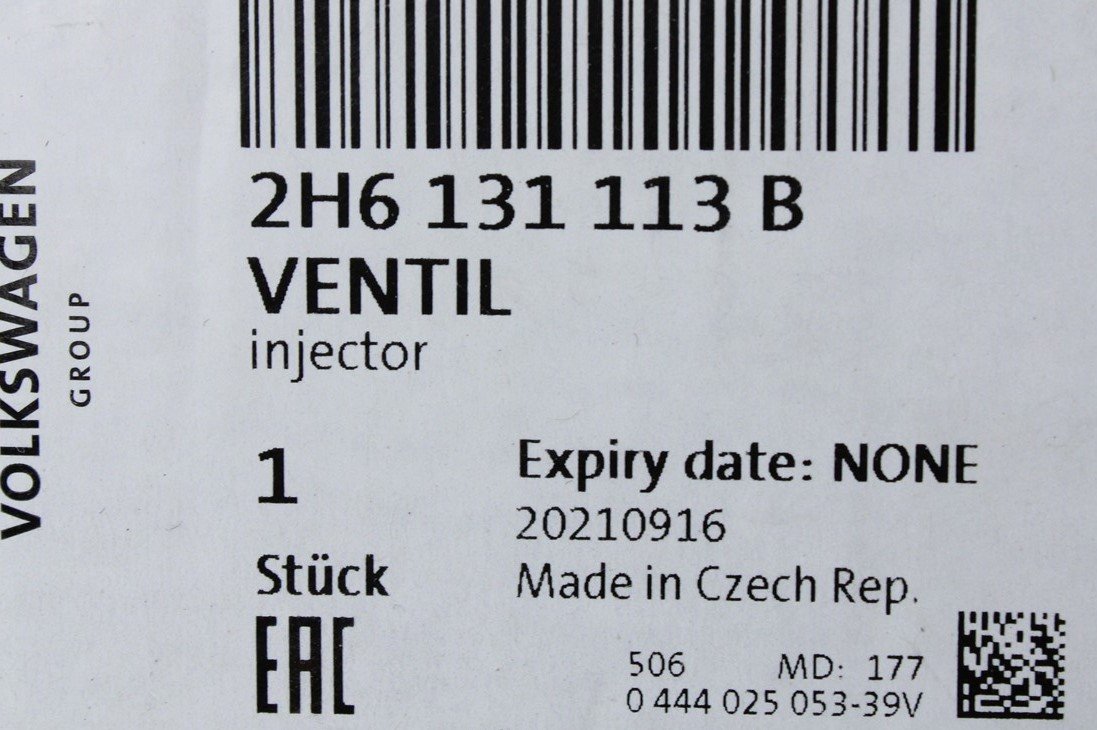 VOLKSWAGEN
GROUP
2H6 131 113 B
VENTIL
injector
1
Stück
Expiry date: NONE
20210916
Made in Czech Rep.
EAC
506 MD: 177
0 444 025 053-39V